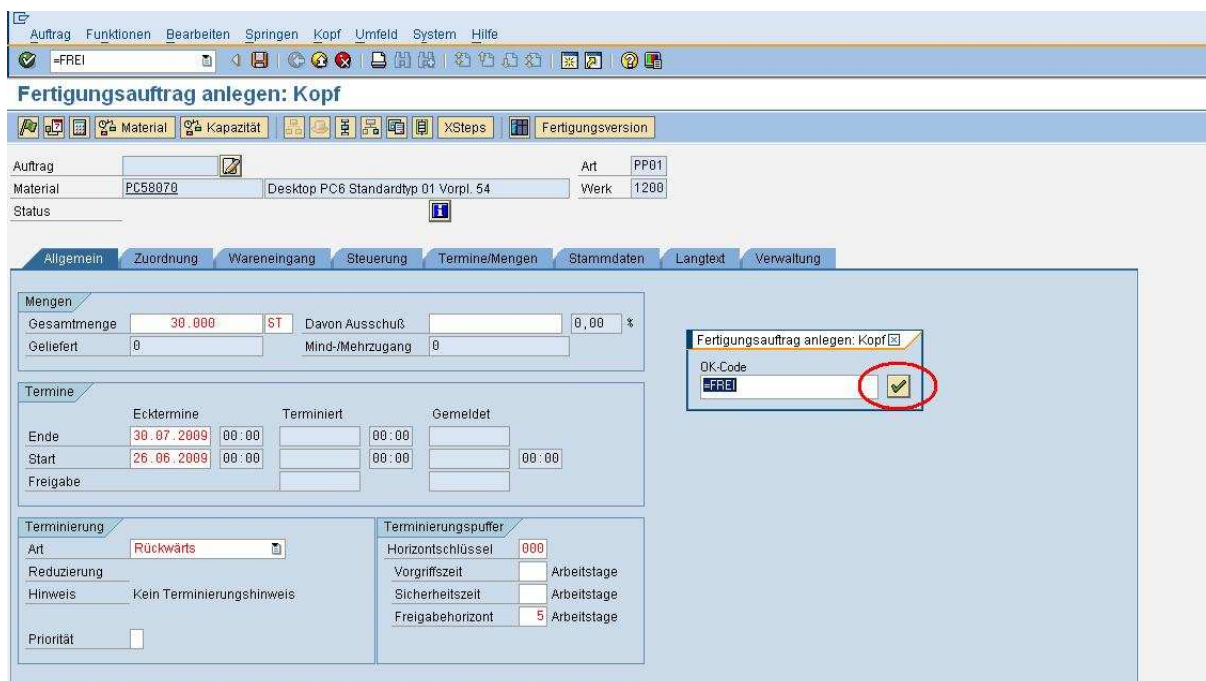 Auftrag Funktionen Bearbeiten Springen Kopf Umfeld System Hilfe
=FREI
Fertigungsauftrag anlegen: Kopf
Material Kapazität XSteps Fertigungsversion
Auftrag Art PP01
Material PC58070 Desktop PC6 Standardtyp 01 Vorpl. 54 Werk 1200
Status
Allgemein Zuordnung Wareneingang Steuerung Termine/Mengen Stammdaten Langtext Verwaltung
Mengen
Gesamtmenge 30.000 ST Davon Ausschuß 0,00 %
Geliefert 0 Mind-/Mehrzugang 0
Fertigungsauftrag anlegen: Kopf
OK-Code
=FREI
Termine
Ecktermine Terminiert Gemeldet
Ende 30.07.2009 00:00 00:00
Start 26.06.2009 00:00 00:00 00:00
Freigabe
Terminierung
Art Rückwärts
Reduzierung
Hinweis Kein Terminierungshinweis
Priorität
Terminierungspuffer
Horizontschlüssel 000
Vorgriffszeit Arbeitstage
Sicherheitszeit Arbeitstage
Freigabehorizont 5 Arbeitstage